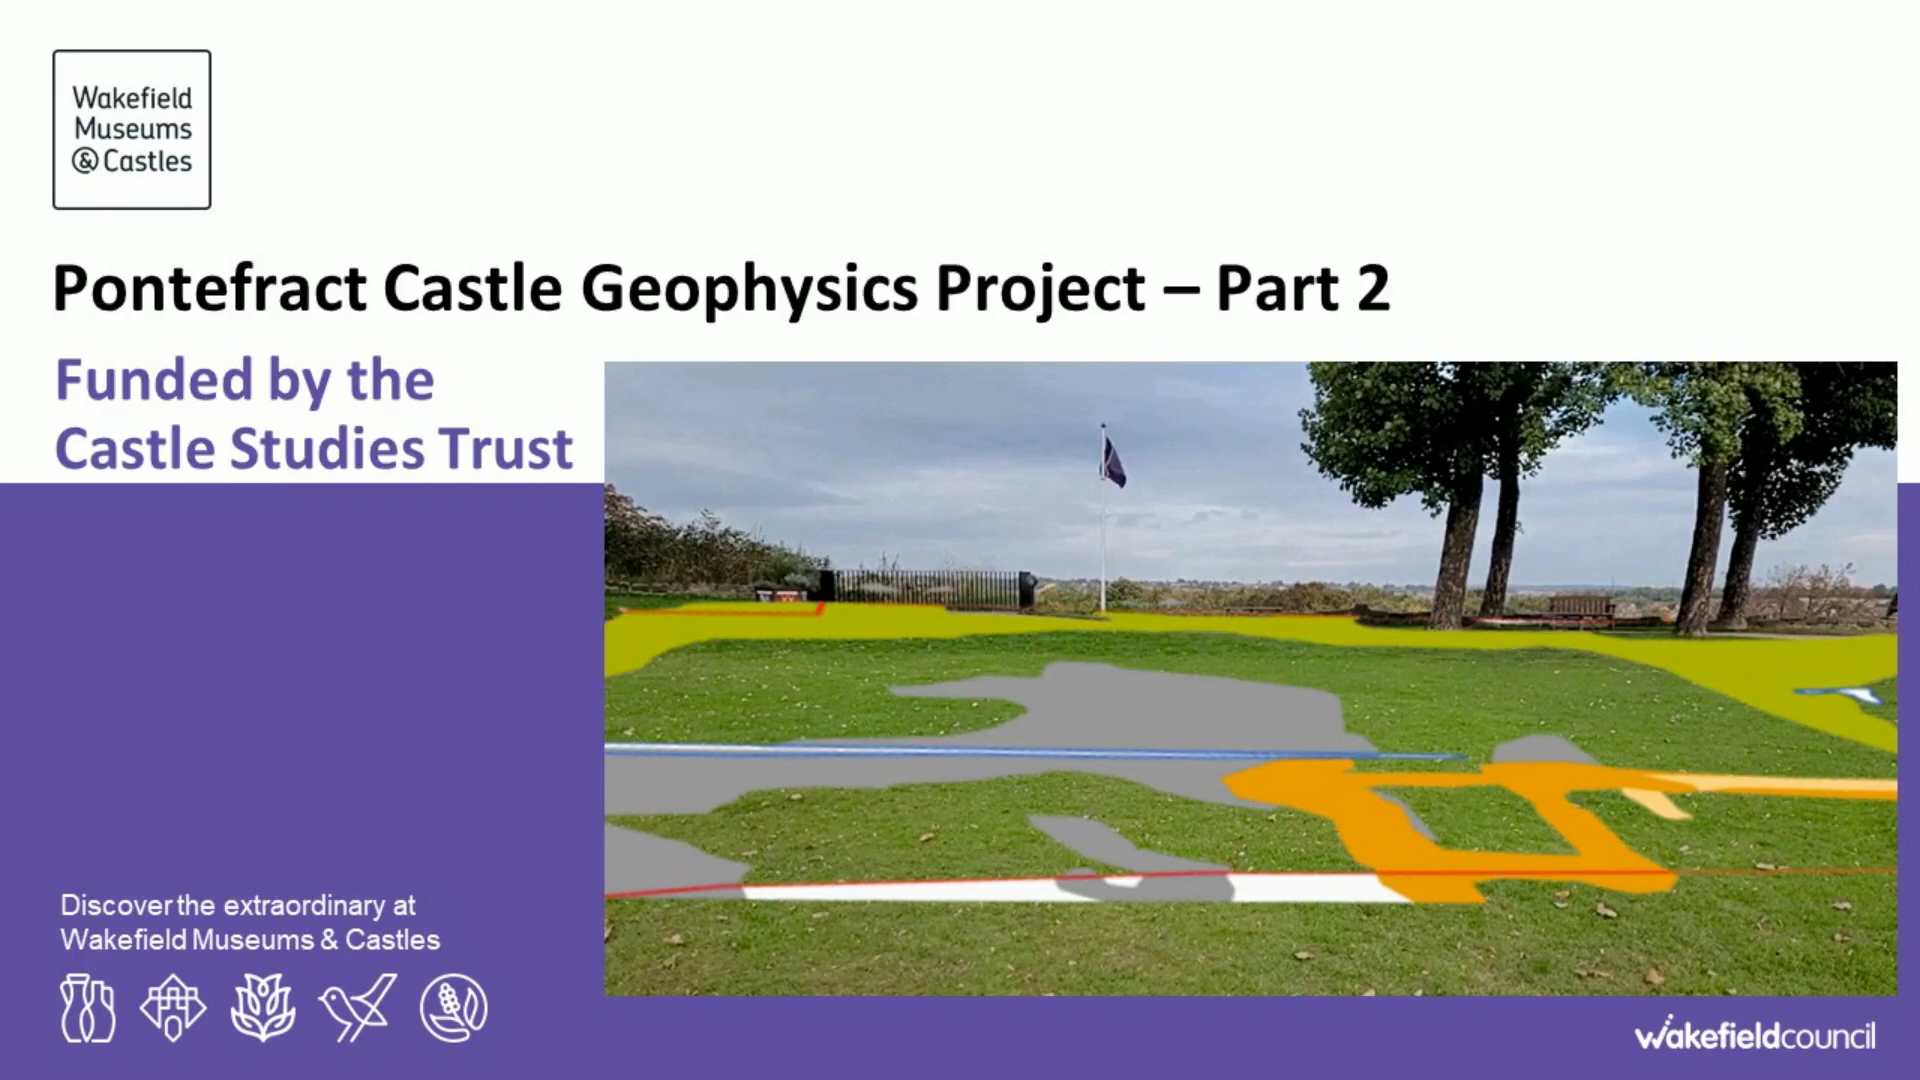 Wakefield
Museums
& Castles
Pontefract Castle Geophysics Project – Part 2
Funded by the
Castle Studies Trust
Discover the extraordinary at
Wakefield Museums & Castles
wakefieldcouncil